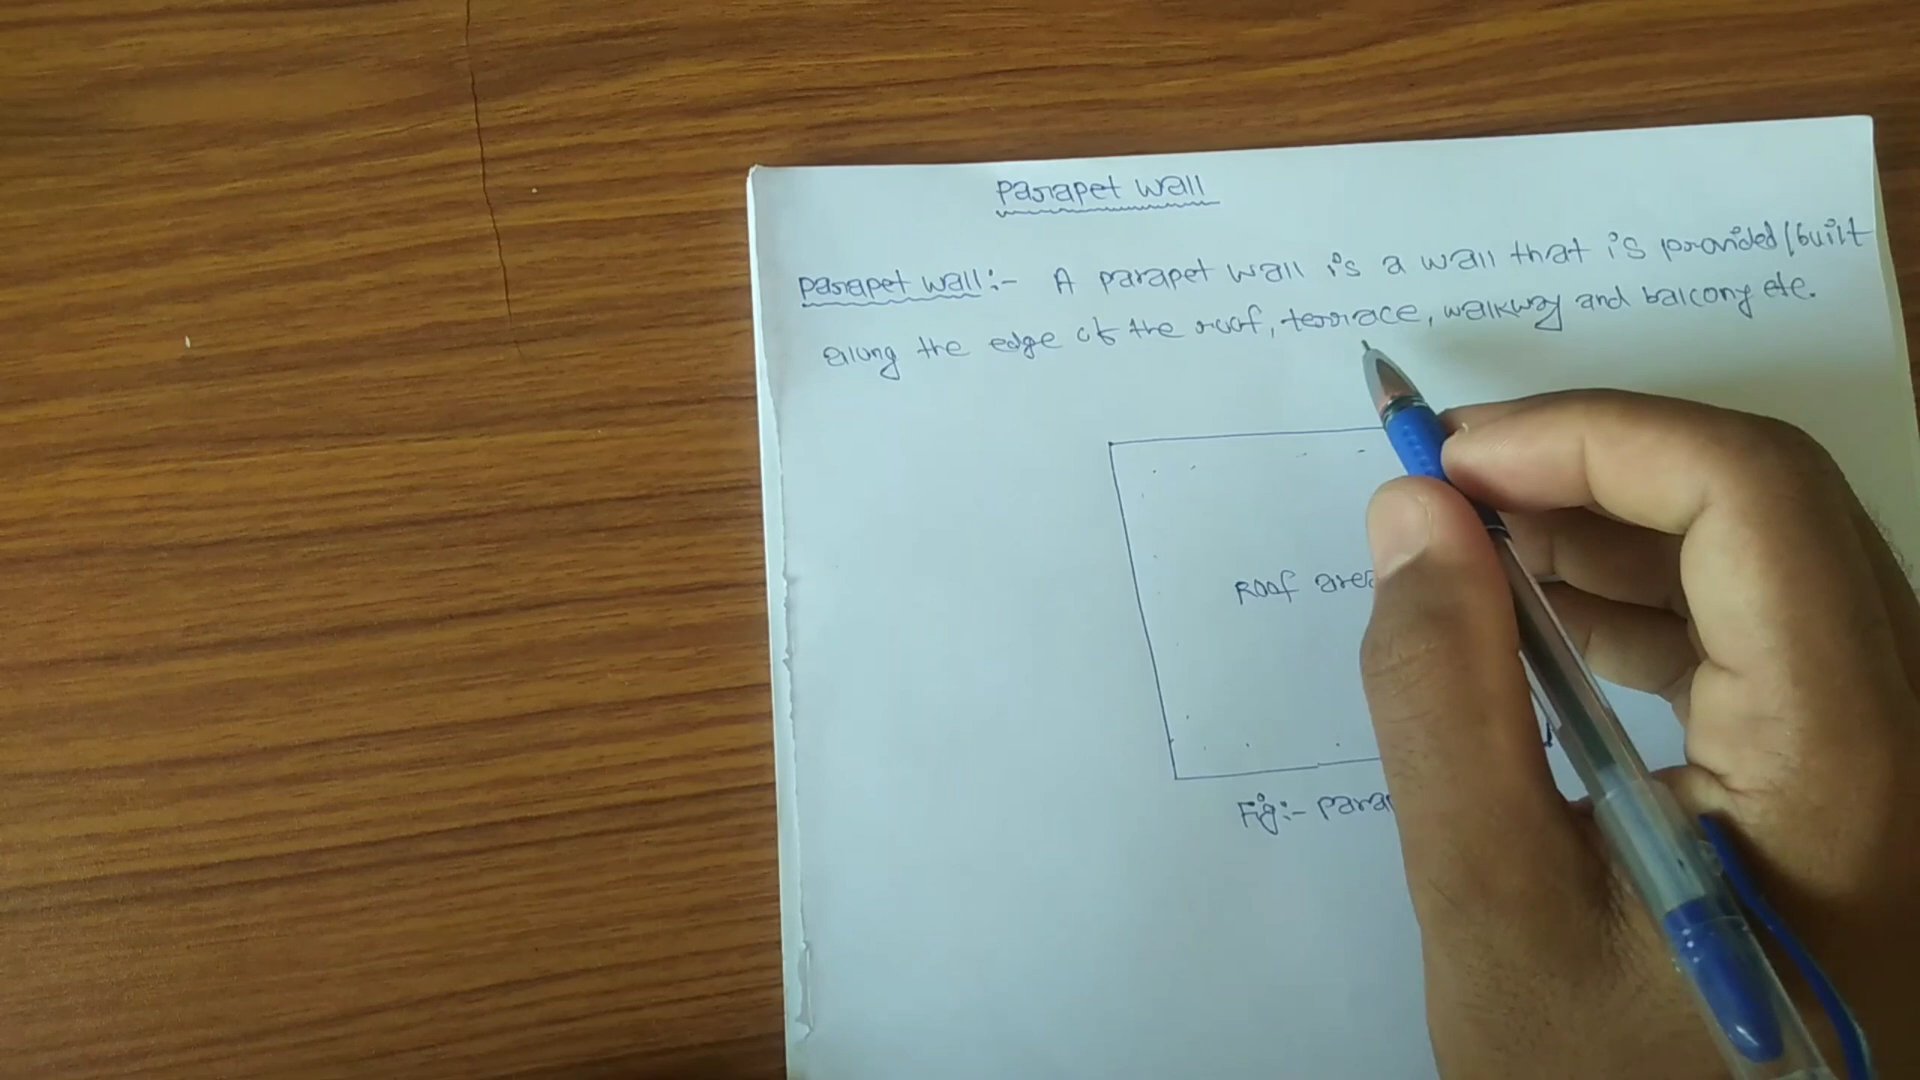 Parapet wall
Parapet wall:- A parapet wall is a wall that is provided/built
along the edge of the roof, terrace, walkway and balcony etc.
Roof area
Fig:- Para